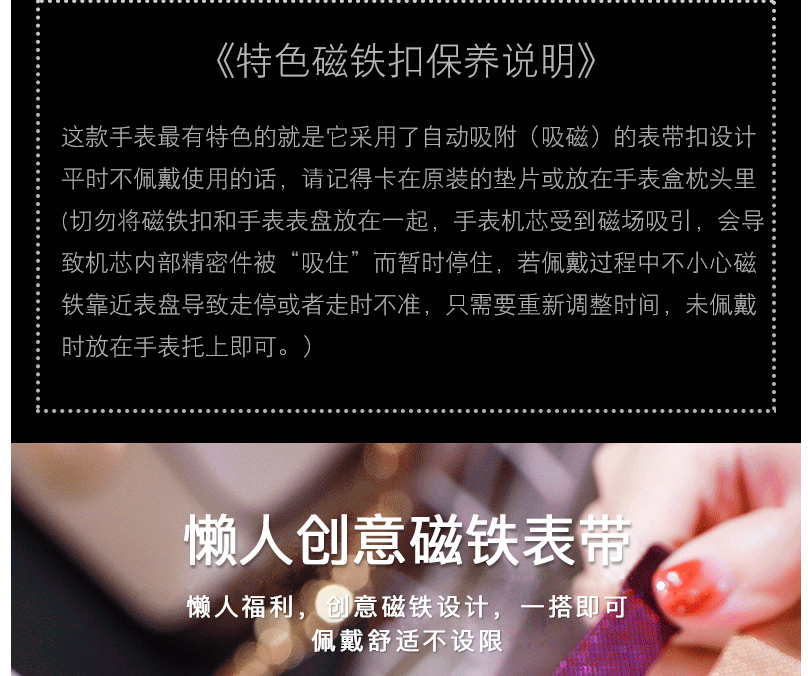 《特色磁铁扣保养说明》
这款手表最有特色的就是它采用了自动吸附（吸磁）的表带扣设计
平时不佩戴使用的话，请记得卡在原装的垫片或放在手表盒枕头里
(切勿将磁铁扣和手表表盘放在一起，手表机芯受到磁场吸引，会导
致机芯内部精密件被“吸住”而暂时停住，若佩戴过程中不小心磁
铁靠近表盘导致走停或者走时不准，只需要重新调整时间，未佩戴
时放在手表托上即可。）
懒人创意磁铁表带
懒人福利，创意磁铁设计，一搭即可
佩戴舒适不设限